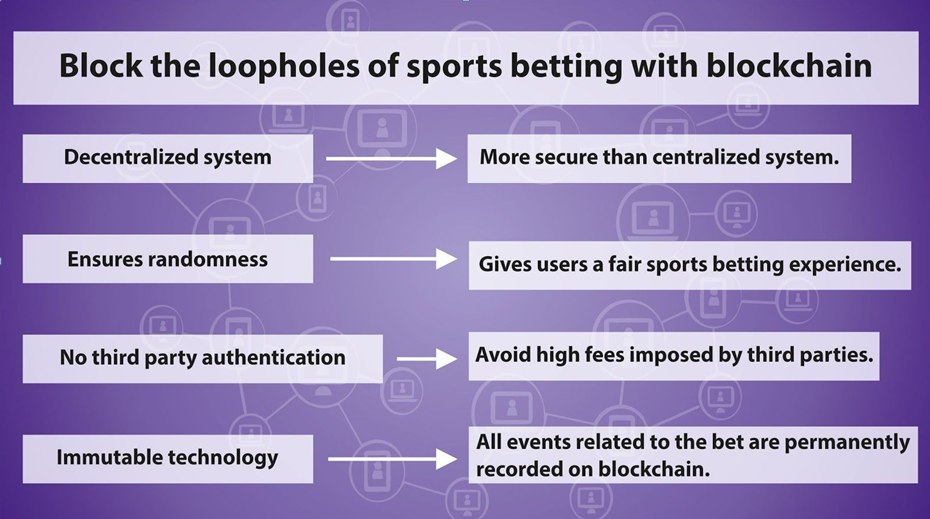 Block the loopholes of sports betting with blockchain
Decentralized system
More secure than centralized system.
Ensures randomness
Gives users a fair sports betting experience.
No third party authentication
Avoid high fees imposed by third parties.
Immutable technology
All events related to the bet are permanently
recorded on blockchain.